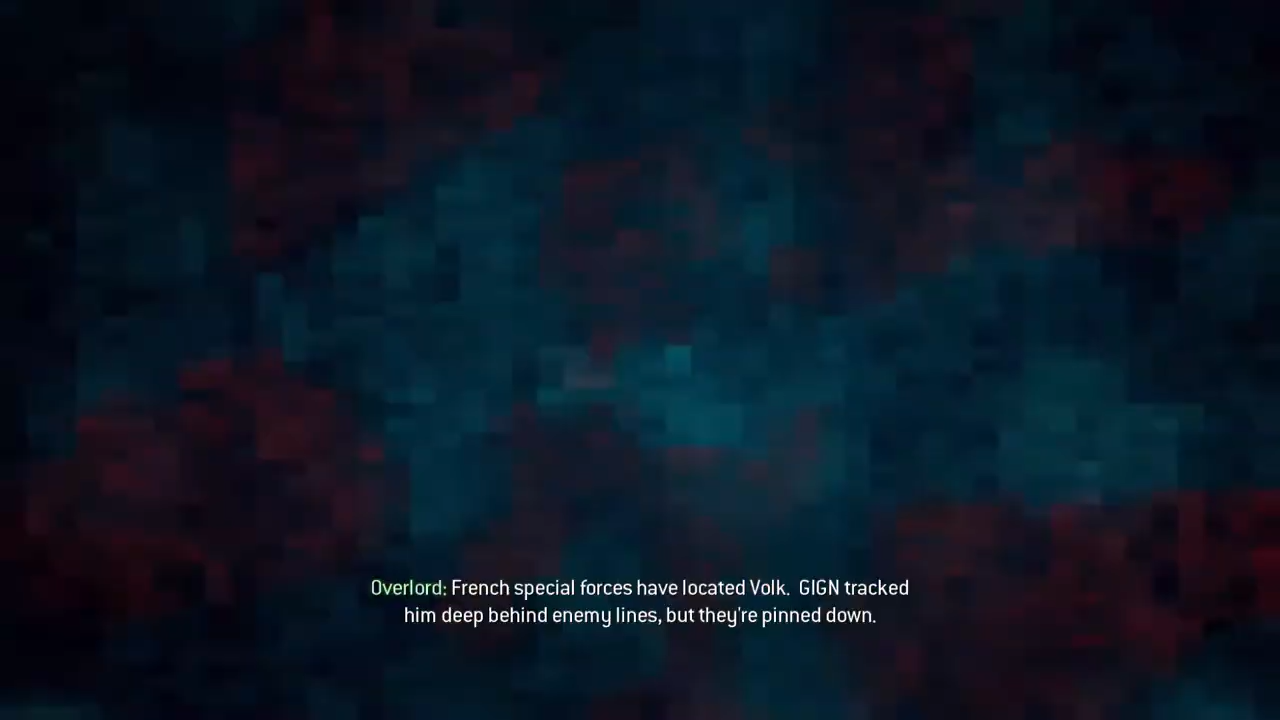 Overlord: French special forces have located Volk.  GIGN tracked
him deep behind enemy lines, but they're pinned down.